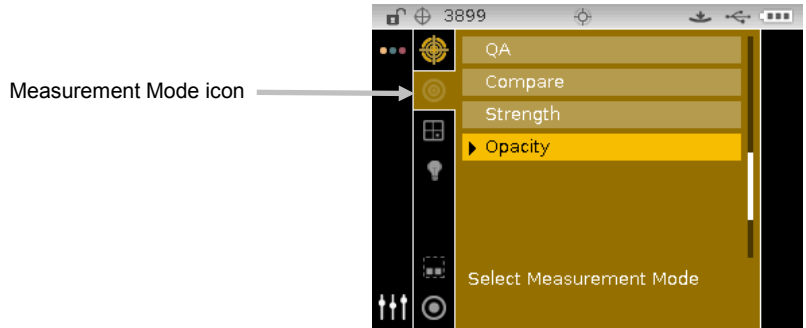 3899
QA
Compare
Measurement Mode icon
Strength
Opacity
Select Measurement Mode